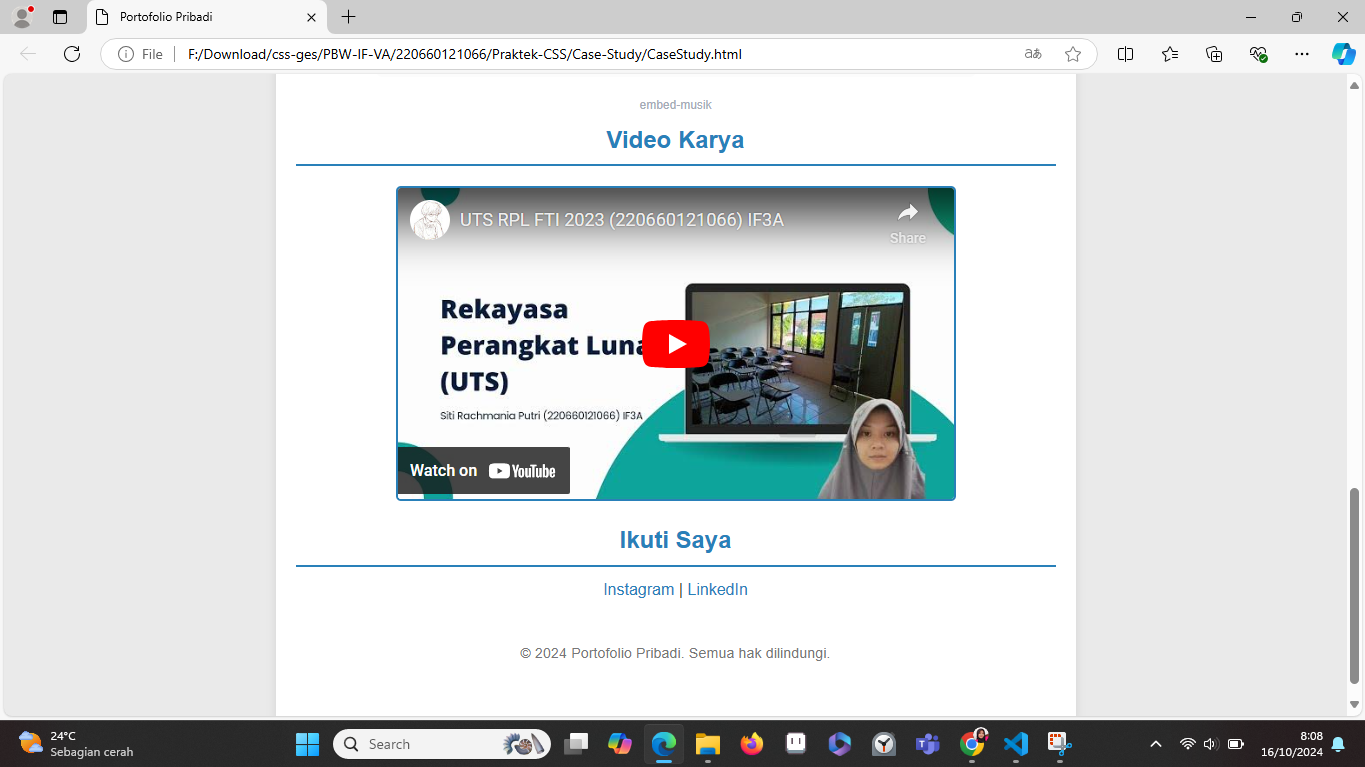 Portofolio Pribadi
File
F:/Download/css-ges/PBW-IF-VA/220660121066/Praktek-CSS/Case-Study/CaseStudy.html
embed-musik
Video Karya
UTS RPL FTI 2023 (220660121066) IF3A
Share
Rekayasa
Perangkat Luna
(UTS)
Siti Rachmania Putri (220660121066) IF3A
Watch on YouTube
Ikuti Saya
Instagram | LinkedIn
© 2024 Portofolio Pribadi. Semua hak dilindungi.
24°C
Sebagian cerah
Search
8:08
16/10/2024